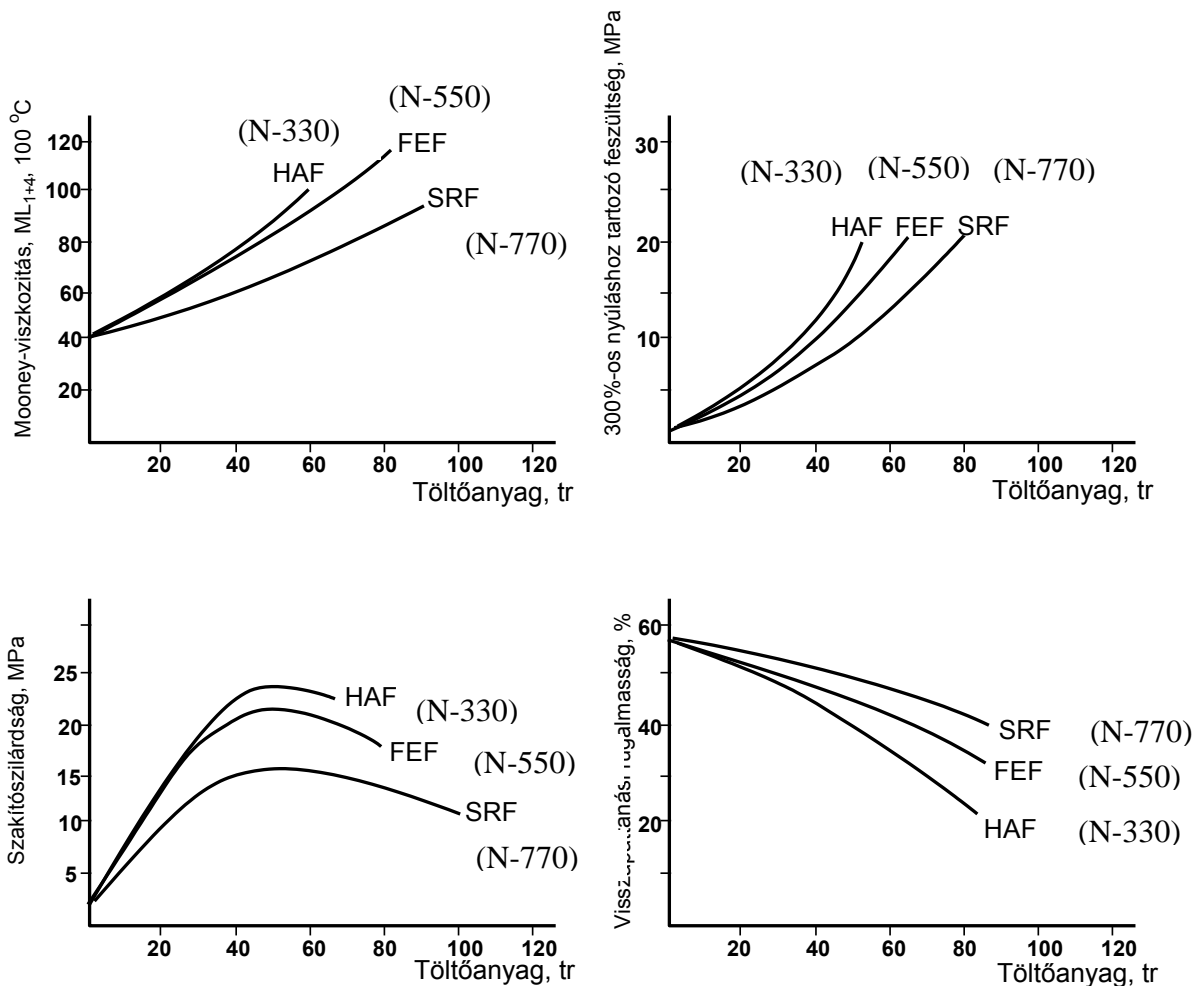 Mooney-viszkozitás, ML1+4, 100 °C
120
100
80
60
40
20
(N-330)
HAF
(N-550)
FEF
SRF
(N-770)
20 40 60 80 100 120
Töltőanyag, tr
300%-os nyúláshoz tartozó feszültség, MPa
30
20
10
(N-330) (N-550) (N-770)
HAF FEF SRF
20 40 60 80 100 120
Töltőanyag, tr
Szakítószilárdság, MPa
25
20
15
10
5
HAF
(N-330)
FEF
(N-550)
SRF
(N-770)
20 40 60 80 100 120
Töltőanyag, tr
rugalmasság, %
60
40
20
SRF
(N-770)
FEF
(N-550)
HAF
(N-330)
20 40 60 80 100 120
Töltőanyag, tr